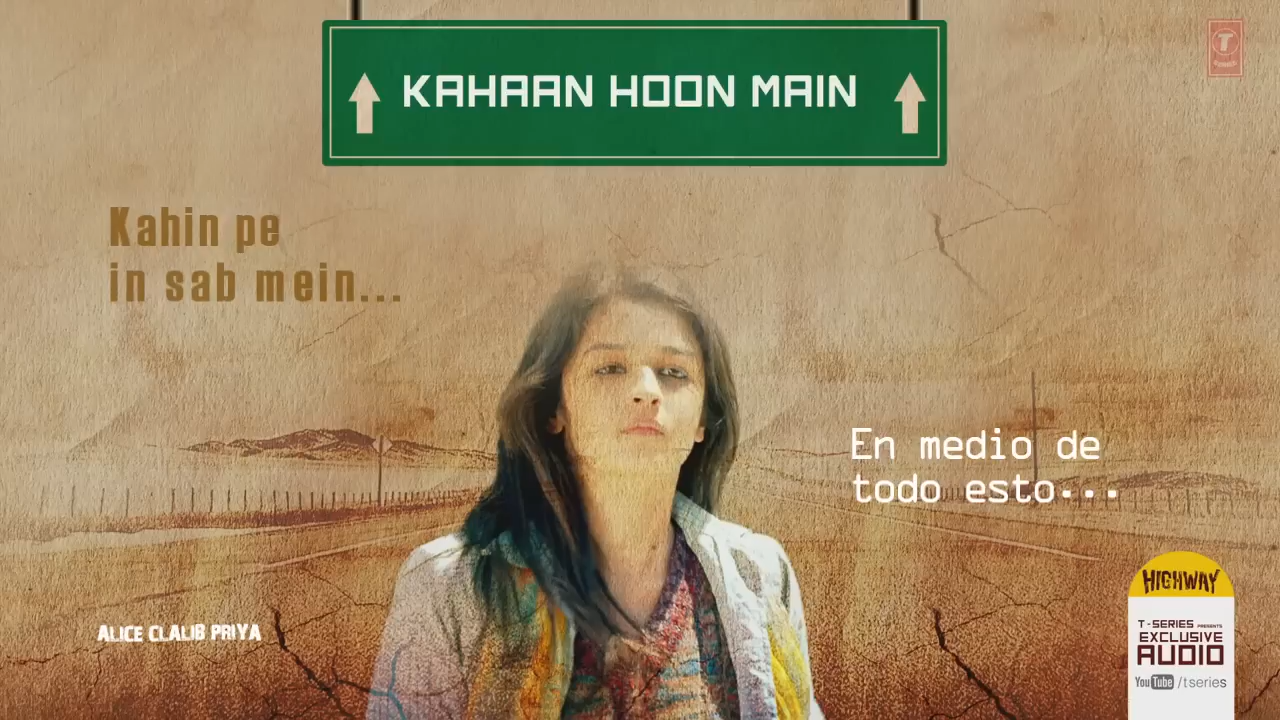 KAHAAN HOON MAIN
T
Kahin pe
in sab mein...
En medio de
todo esto...
ALICE CLALIB PRIYA
HIGHWAY
T-SERIES PRESENTS
EXCLUSIVE
AUDIO
YouTube /tseries